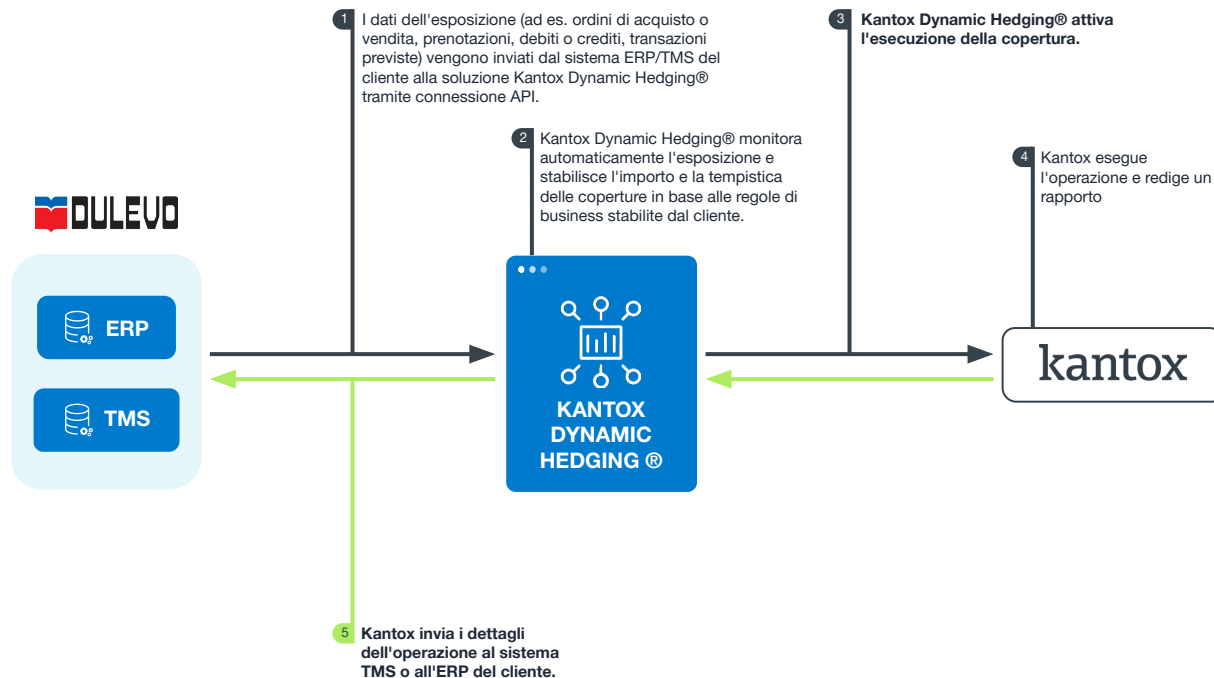 1 I dati dell'esposizione (ad es. ordini di acquisto o
vendita, prenotazioni, debiti o crediti, transazioni
previste) vengono inviati dal sistema ERP/TMS del
cliente alla soluzione Kantox Dynamic Hedging®
tramite connessione API.
3 Kantox Dynamic Hedging® attiva
l'esecuzione della copertura.
2 Kantox Dynamic Hedging® monitora
automaticamente l'esposizione e
stabilisce l'importo e la tempistica
delle coperture in base alle regole di
business stabilite dal cliente.
4 Kantox esegue
l'operazione e redige un
rapporto
DULEVO
ERP
TMS
KANTOX
DYNAMIC
HEDGING ®
kantox
5 Kantox invia i dettagli
dell'operazione al sistema
TMS o all'ERP del cliente.